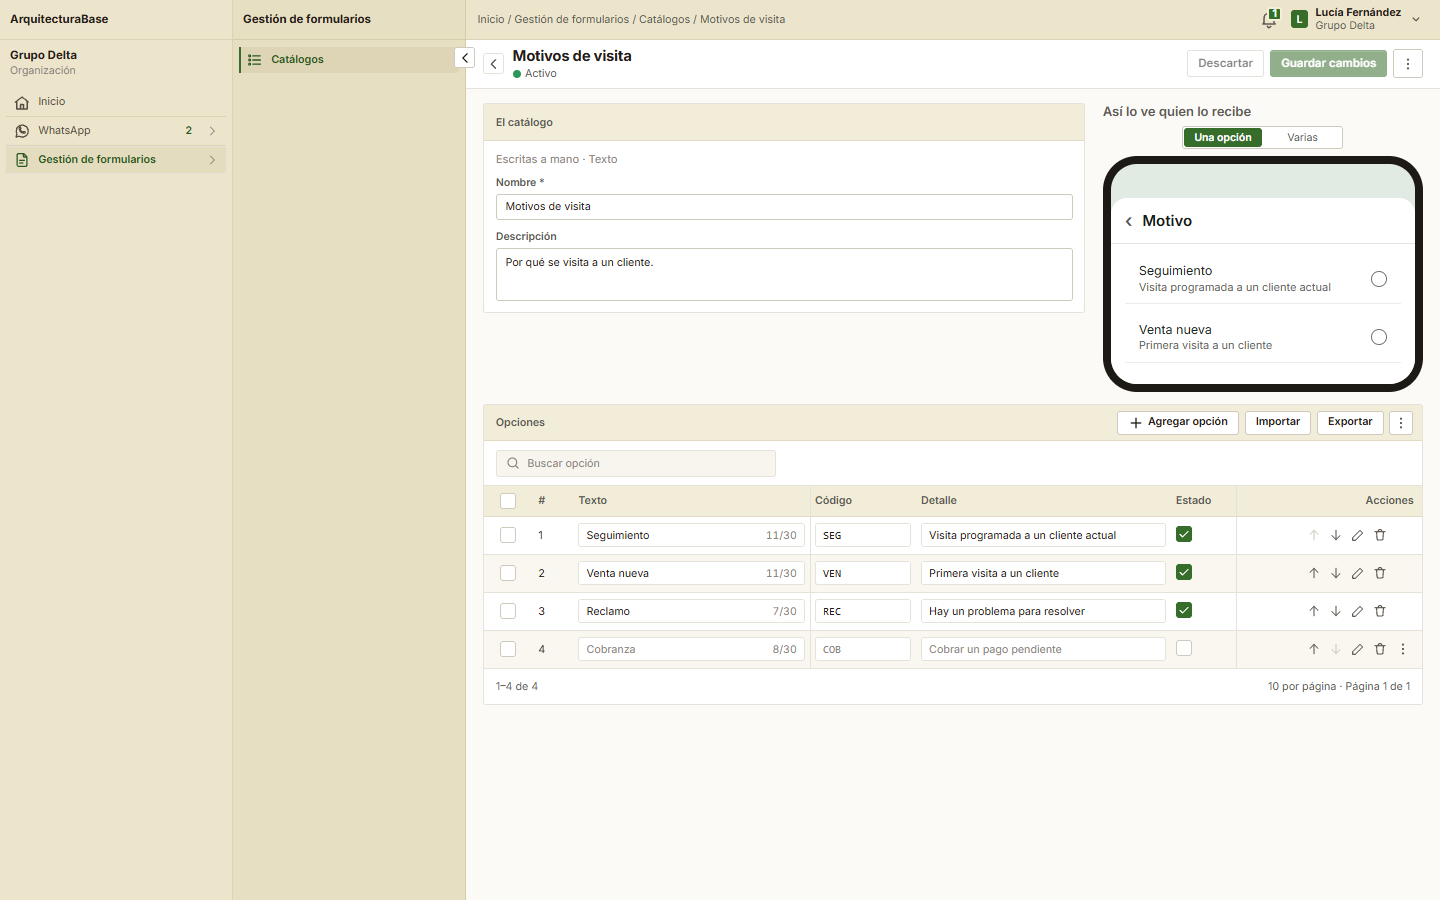 ArquitecturaBase
Grupo Delta
Organización
Inicio
WhatsApp 2
Gestión de formularios
Gestión de formularios
Catálogos
Inicio / Gestión de formularios / Catálogos / Motivos de visita
1
L
Lucía Fernández
Grupo Delta
Motivos de visita
Activo
Descartar
Guardar cambios
El catálogo
Escritas a mano · Texto
Nombre *
Motivos de visita
Descripción
Por qué se visita a un cliente.
Así lo ve quien lo recibe
Una opción Varias
Motivo
Seguimiento
Visita programada a un cliente actual
Venta nueva
Primera visita a un cliente
Opciones
Agregar opción Importar Exportar
Buscar opción
# Texto Código Detalle Estado Acciones
1 Seguimiento 11/30 SEG Visita programada a un cliente actual
2 Venta nueva 11/30 VEN Primera visita a un cliente
3 Reclamo 7/30 REC Hay un problema para resolver
4 Cobranza 8/30 COB Cobrar un pago pendiente
1–4 de 4
10 por página · Página 1 de 1